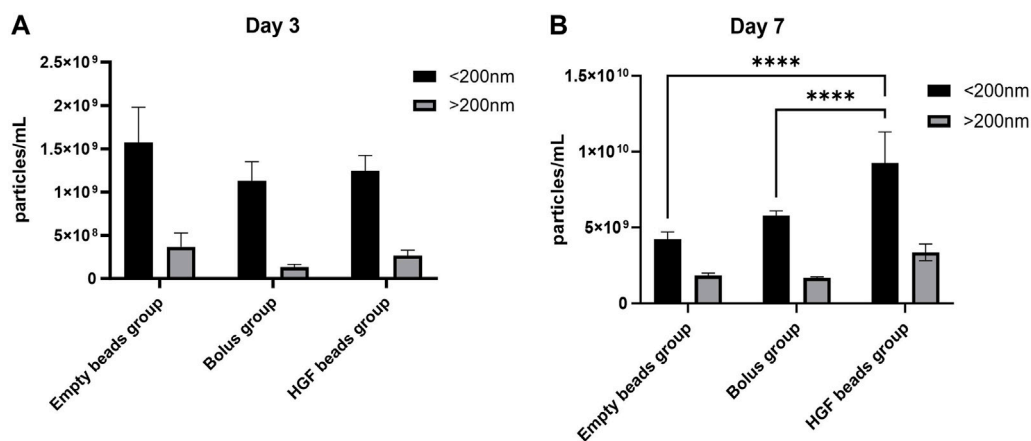 A
Day 3
2.5×10⁹
2×10⁹
1.5×10⁹
1×10⁹
5×10⁸
0
particles/mL
<200nm
>200nm
Empty beads group
Bolus group
HGF beads group
B
Day 7
1.5×10¹⁰
1×10¹⁰
5×10⁹
0
particles/mL
****
****
<200nm
>200nm
Empty beads group
Bolus group
HGF beads group